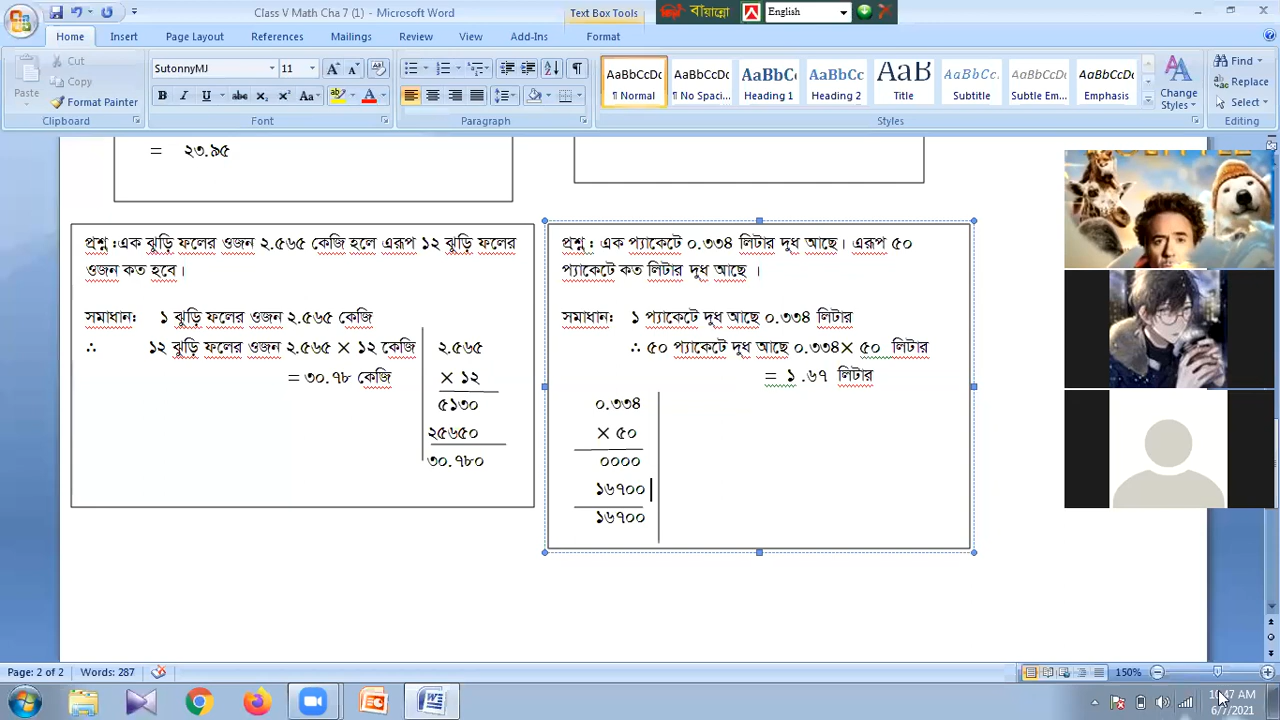 Class V Math Cha 7 (1) - Microsoft Word
Text Box Tools
বায়ান্নো
English
Home Insert Page Layout References Mailings Review View Add-Ins Format
Paste
Cut
Copy
Format Painter
Clipboard
SutonnyMJ 11
Font
Paragraph
AaBbCcDc AaBbCcDc AaBbCc AaBbCc AaB AaBbCc. AaBbCcDc AaBbCcDc
¶ Normal ¶ No Spaci... Heading 1 Heading 2 Title Subtitle Subtle Em... Emphasis
Change Styles
Styles
Find
Replace
Select
Editing
= ২৩.৯৫
প্রশ্ন :এক ঝুড়ি ফলের ওজন ২.৫৬৫ কেজি হলে এরূপ ১২ ঝুড়ি ফলের
ওজন কত হবে।
সমাধান: ১ ঝুড়ি ফলের ওজন ২.৫৬৫ কেজি
∴ ১২ ঝুড়ি ফলের ওজন ২.৫৬৫ × ১২ কেজি
= ৩০.৭৮ কেজি
২.৫৬৫
× ১২
৫১৩০
২৫৬৫০
৩০.৭৮০
প্রশ্ন : এক প্যাকেটে ০.৩৩৪ লিটার দুধ আছে। এরূপ ৫০
প্যাকেটে কত লিটার দুধ আছে ।
সমাধান: ১ প্যাকেটে দুধ আছে ০.৩৩৪ লিটার
∴ ৫০ প্যাকেটে দুধ আছে ০.৩৩৪× ৫০ লিটার
= ১ .৬৭ লিটার
০.৩৩৪
× ৫০
০০০০
১৬৭০০
১৬৭০০
Page: 2 of 2 Words: 287
150%
10:47 AM
6/7/2021